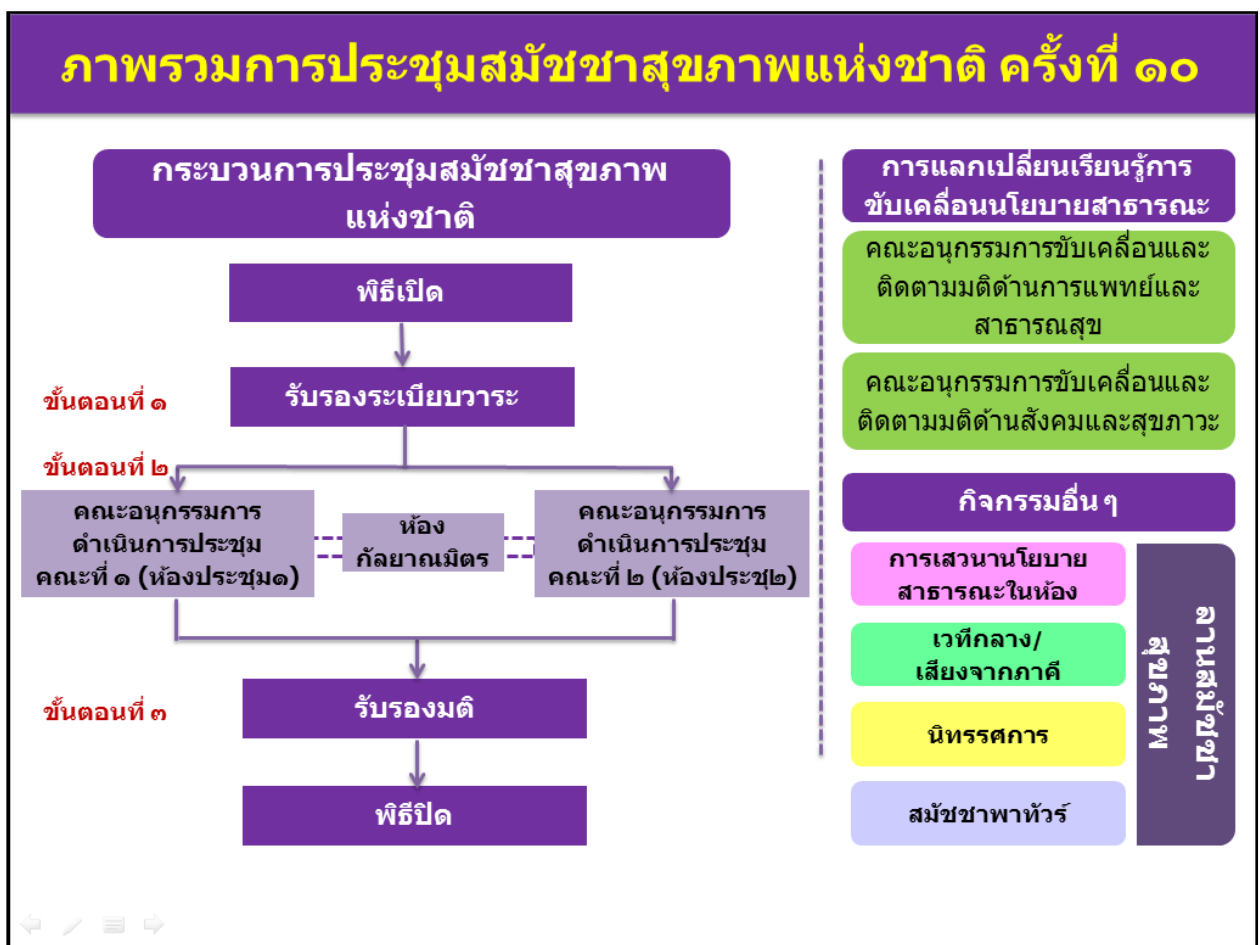 ภาพรวมการประชุมสมัชชาสุขภาพแห่งชาติ ครั้งที่ ๑๐
กระบวนการประชุมสมัชชาสุขภาพ
แห่งชาติ
พิธีเปิด
ขั้นตอนที่ ๑
รับรองระเบียบวาระ
ขั้นตอนที่ ๒
คณะอนุกรรมการ
ดำเนินการประชุม
คณะที่ ๑ (ห้องประชุม๑)
ห้อง
กัลยาณมิตร
คณะอนุกรรมการ
ดำเนินการประชุม
คณะที่ ๒ (ห้องประชุ๒)
ขั้นตอนที่ ๓
รับรองมติ
พิธีปิด
การแลกเปลี่ยนเรียนรู้การ
ขับเคลื่อนนโยบายสาธารณะ
คณะอนุกรรมการขับเคลื่อนและ
ติดตามมติด้านการแพทย์และ
สาธารณสุข
คณะอนุกรรมการขับเคลื่อนและ
ติดตามมติด้านสังคมและสุขภาวะ
กิจกรรมอื่น ๆ
การเสวนานโยบาย
สาธารณะในห้อง
เวทีกลาง/
เสียงจากภาคี
นิทรรศการ
สมัชชาพาทัวร์
ลานสมัชชา
สุขภาพ